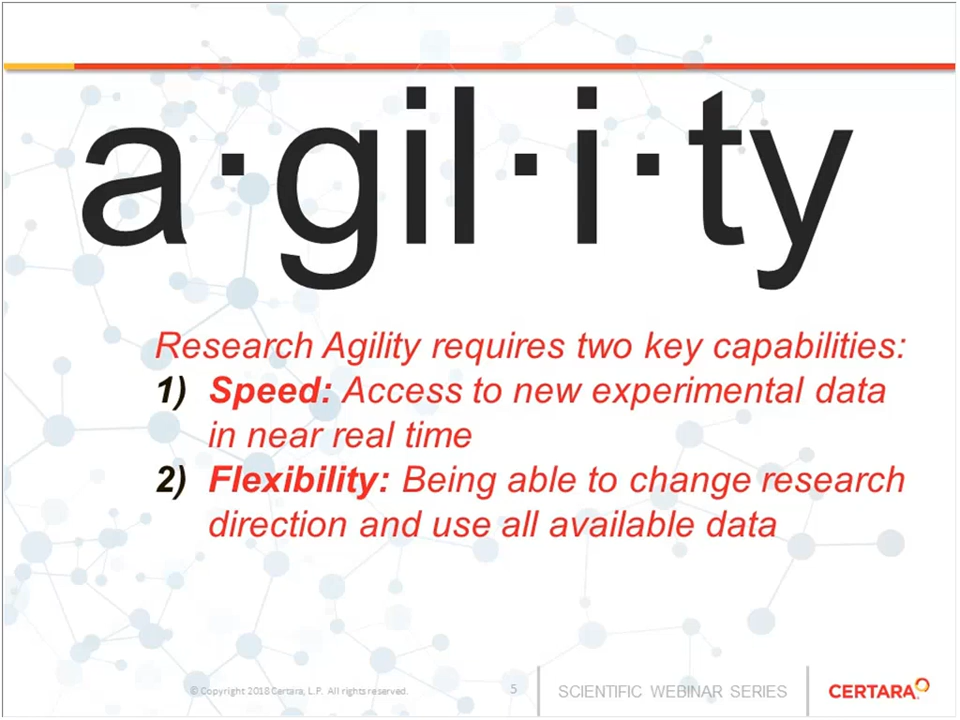 a·gil·i·ty
Research Agility requires two key capabilities:
1) Speed: Access to new experimental data
in near real time
2) Flexibility: Being able to change research
direction and use all available data
© Copyright 2018 Certara, L.P. All rights reserved.
5
SCIENTIFIC WEBINAR SERIES
CERTARA